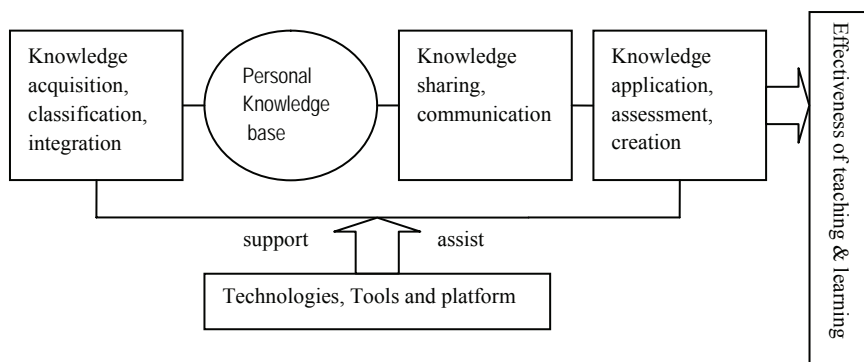 Knowledge
acquisition,
classification,
integration
Personal
Knowledge
base
Knowledge
sharing,
communication
Knowledge
application,
assessment,
creation
Effectiveness of teaching & learning
support
assist
Technologies, Tools and platform